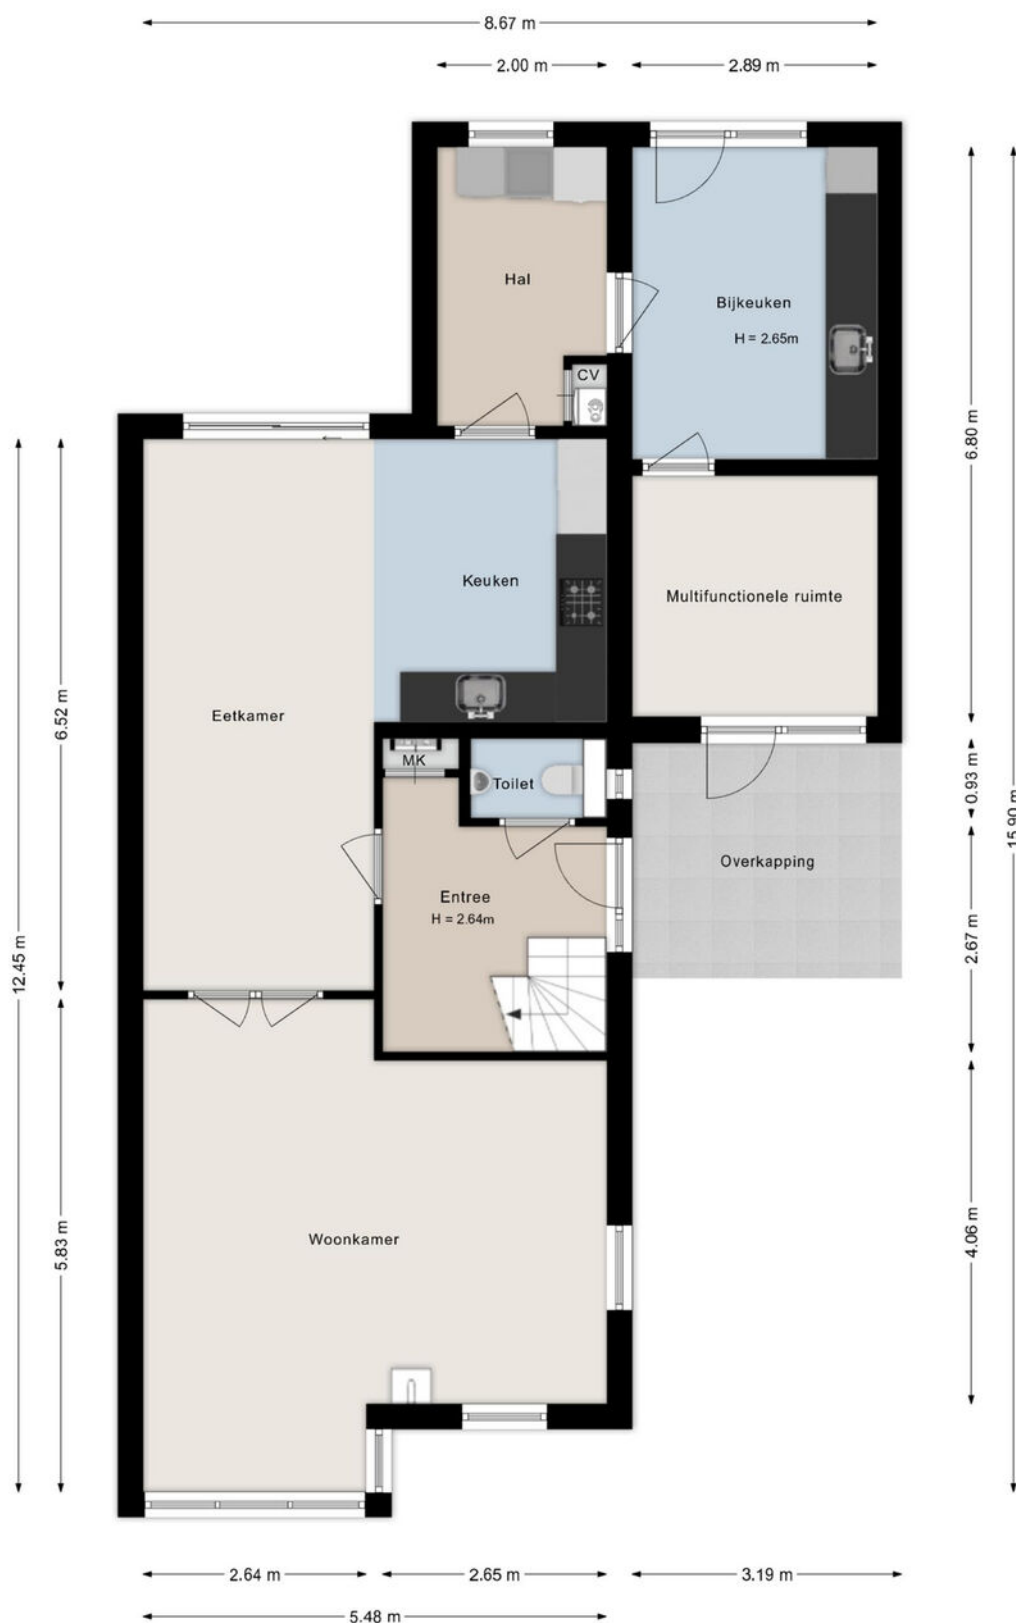 8.67 m
2.00 m
2.89 m
Hal
Bijkeuken
H = 2.65m
CV
6.80 m
Keuken
Multifunctionele ruimte
6.52 m
Eetkamer
MK
Toilet
0.93 m
15.90 m
Overkapping
Entree
H = 2.64m
2.67 m
12.45 m
5.83 m
4.06 m
Woonkamer
2.64 m
2.65 m
3.19 m
5.48 m